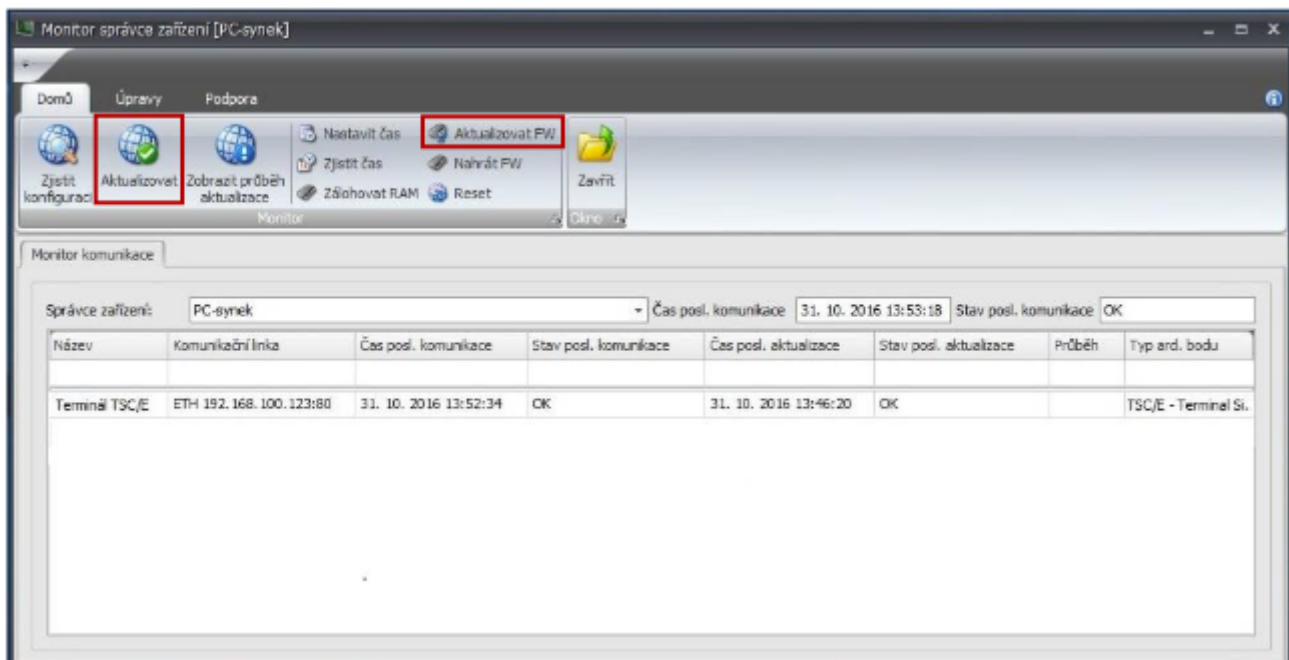 Monitor správce zařízení [PC-synek]
Domů Úpravy Podpora
Zjistit konfiguraci
Aktualizovat
Zobrazit průběh aktualizace
Nastavit čas
Zjistit čas
Zálohovat RAM
Aktualizovat FW
Nahrát FW
Reset
Zavřít
Monitor
Okno
Monitor komunikace
Správce zařízení: PC-synek Čas posl. komunikace 31. 10. 2016 13:53:18 Stav posl. komunikace OK
Název Komunikační linka Čas posl. komunikace Stav posl. komunikace Čas posl. aktualizace Stav posl. aktualizace Průběh Typ ard. bodu
Terminál TSC/E ETH 192.168.100.123:80 31. 10. 2016 13:52:34 OK 31. 10. 2016 13:46:20 OK TSC/E - Terminal Si.